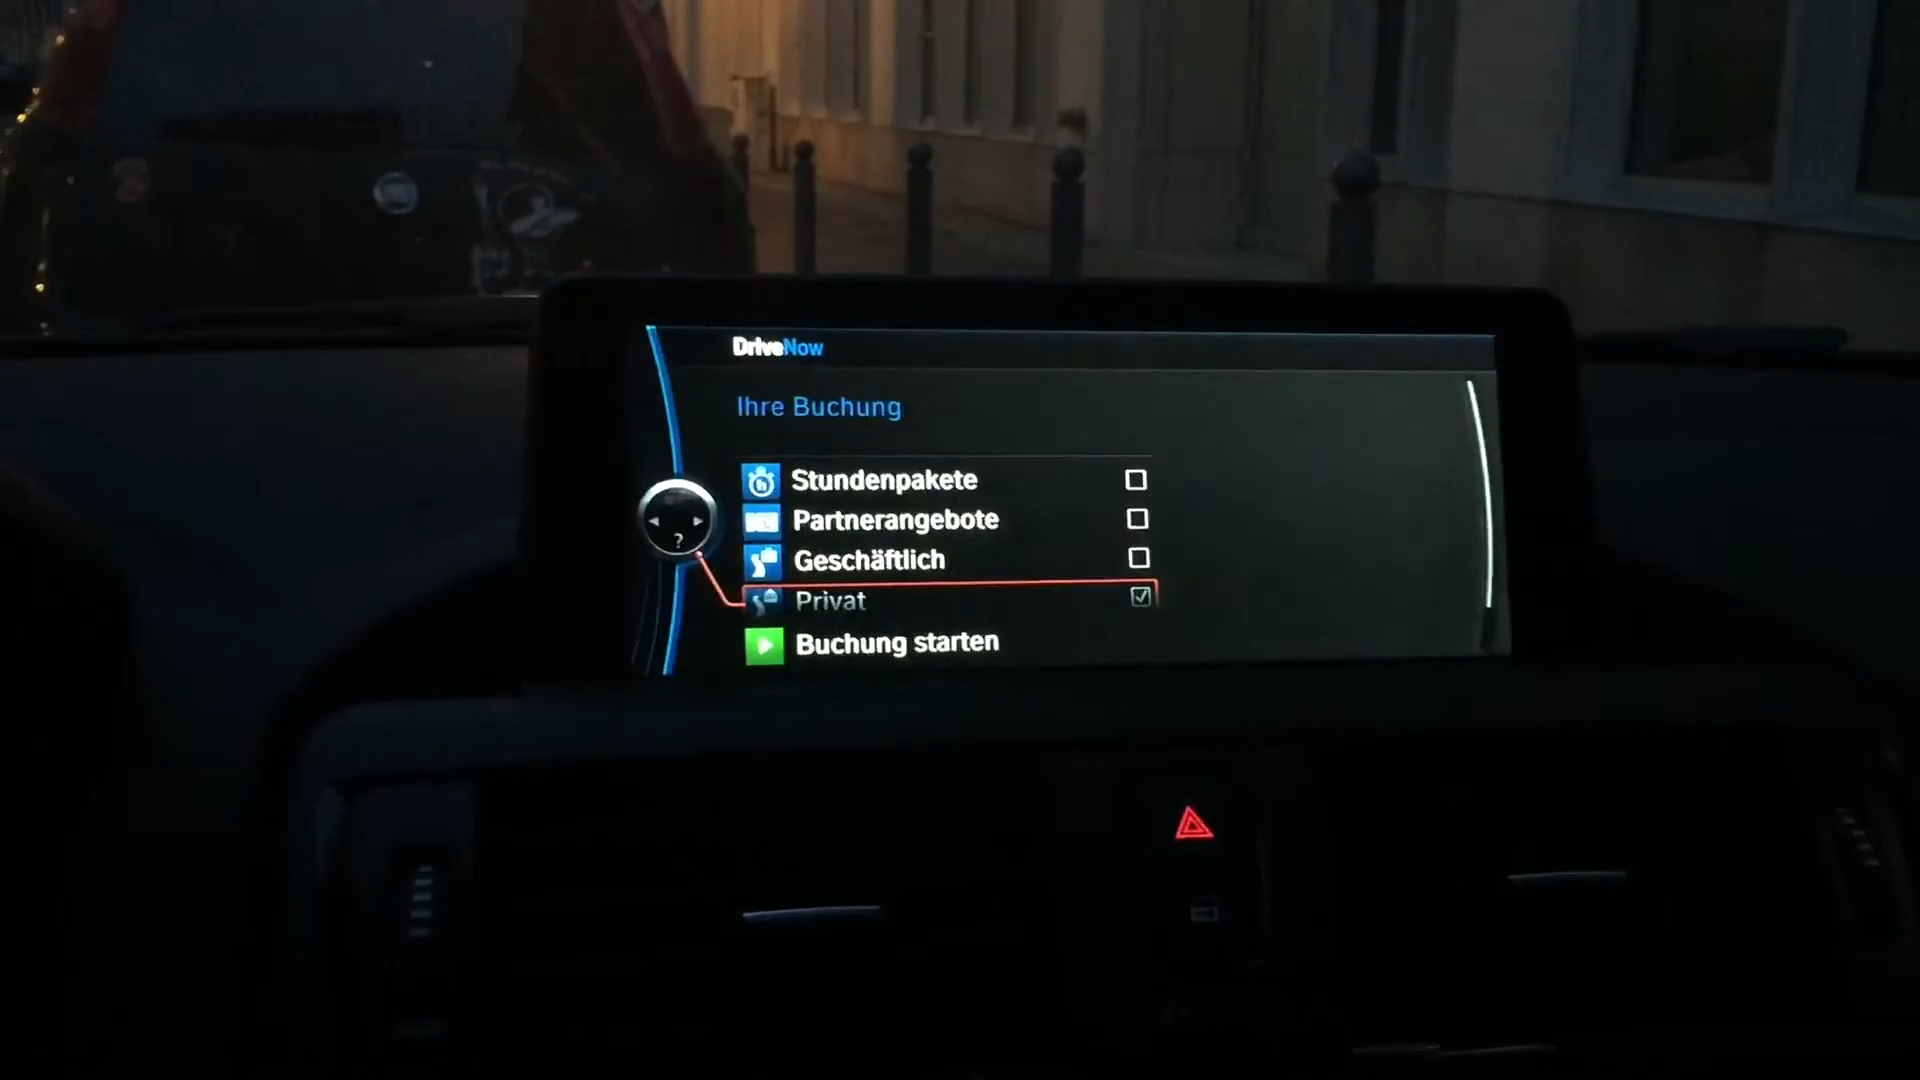 DriveNow
Ihre Buchung
Stundenpakete
Partnerangebote
Geschäftlich
Privat
?
Buchung starten